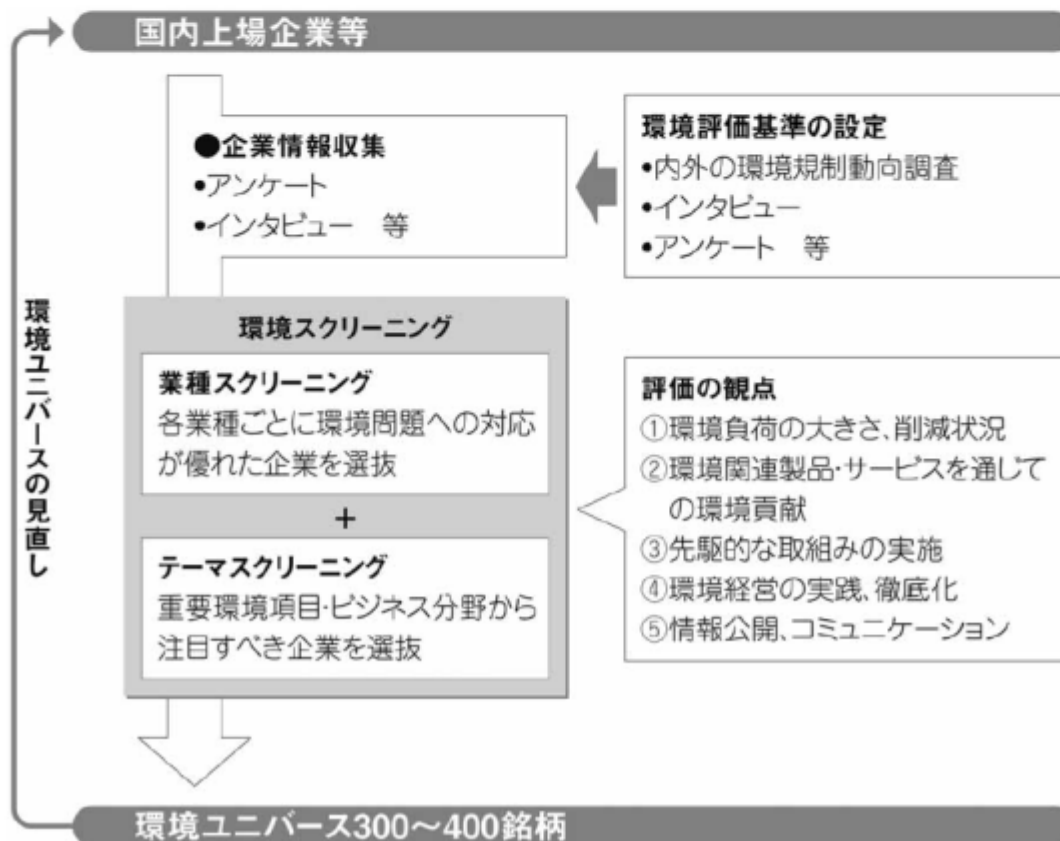 国内上場企業等
●企業情報収集
•アンケート
•インタビュー 等
環境評価基準の設定
•内外の環境規制動向調査
•インタビュー
•アンケート 等
環境ユニバースの見直し
環境スクリーニング
業種スクリーニング
各業種ごとに環境問題への対応
が優れた企業を選抜
+
テーマスクリーニング
重要環境項目・ビジネス分野から
注目すべき企業を選抜
評価の観点
①環境負荷の大きさ、削減状況
②環境関連製品・サービスを通じて
の環境貢献
③先駆的な取組みの実施
④環境経営の実践、徹底化
⑤情報公開、コミュニケーション
環境ユニバース300〜400銘柄